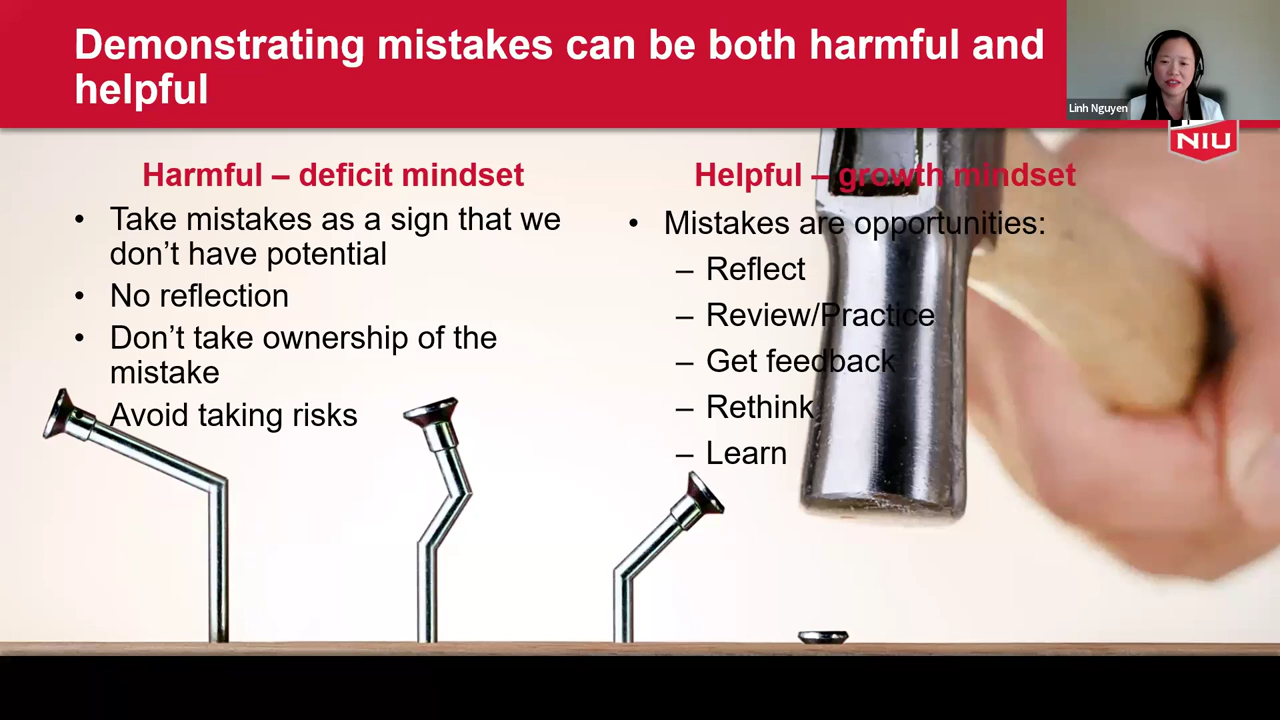 Demonstrating mistakes can be both harmful and
helpful
Linh Nguyen
NIU
Harmful – deficit mindset
• Take mistakes as a sign that we
don’t have potential
• No reflection
• Don’t take ownership of the
mistake
Avoid taking risks
Helpful – growth mindset
• Mistakes are opportunities:
– Reflect
– Review/Practice
– Get feedback
– Rethink
– Learn